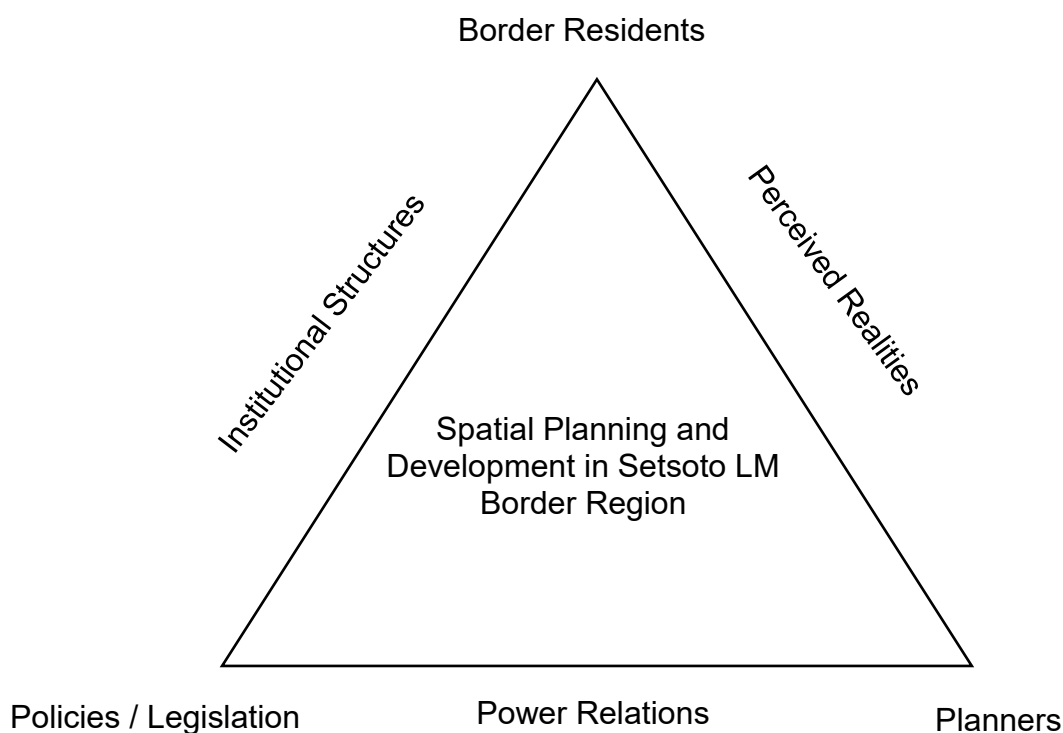 Border Residents
Institutional Structures
Perceived Realities
Spatial Planning and
Development in Setsoto LM
Border Region
Policies / Legislation
Power Relations
Planners